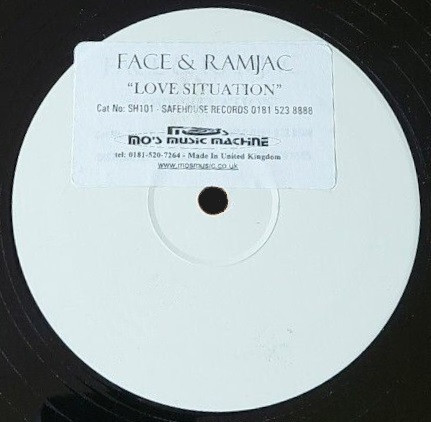 FACE & RAMJAC
"LOVE SITUATION"
Cat No: SH101 - SAFEHOUSE RECORDS 0181 523 8888
MO'S MUSIC MACHINE
tel: 0181-520-7264 - Made In United Kingdom
www.mosmusic.co.uk